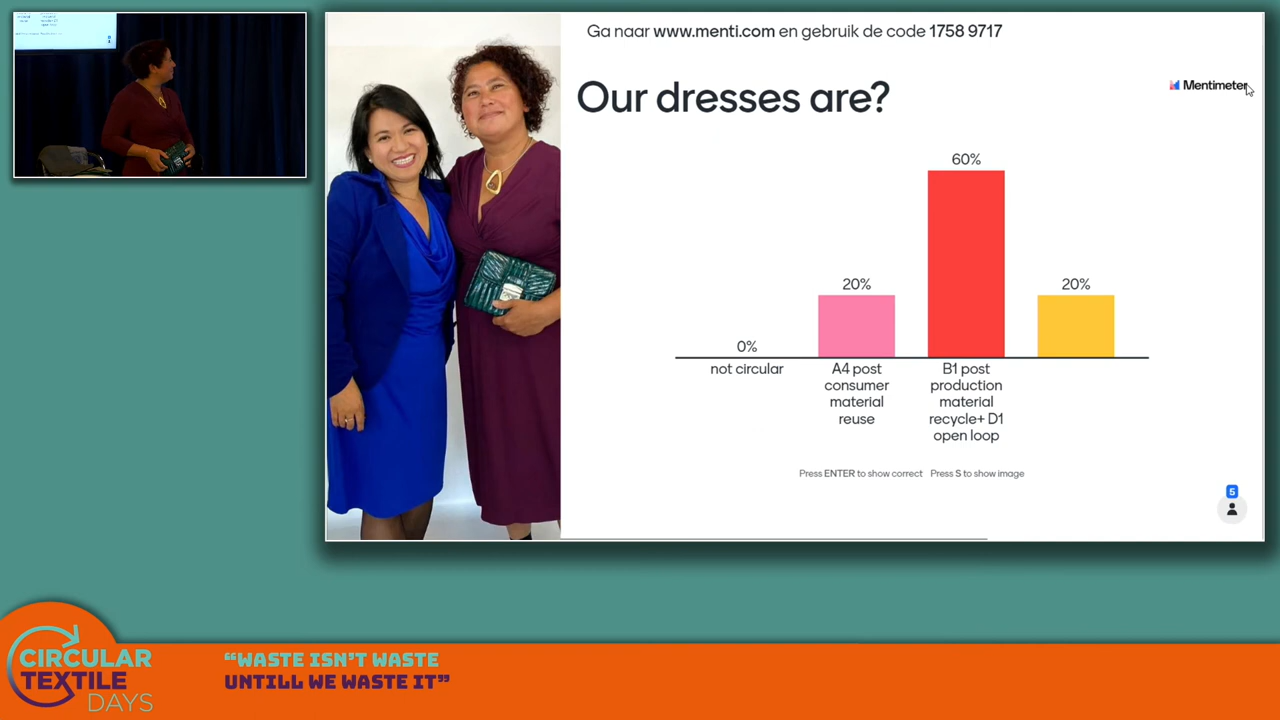 Ga naar www.menti.com en gebruik de code 1758 9717
Our dresses are?
Mentimeter
60%
20%
20%
0%
not circular
A4 post
consumer
material
reuse
B1 post
production
material
recycle+ D1
open loop
Press ENTER to show correct Press S to show image
5
CIRCULAR
TEXTILE
DAYS
“WASTE ISN’T WASTE
UNTILL WE WASTE IT”